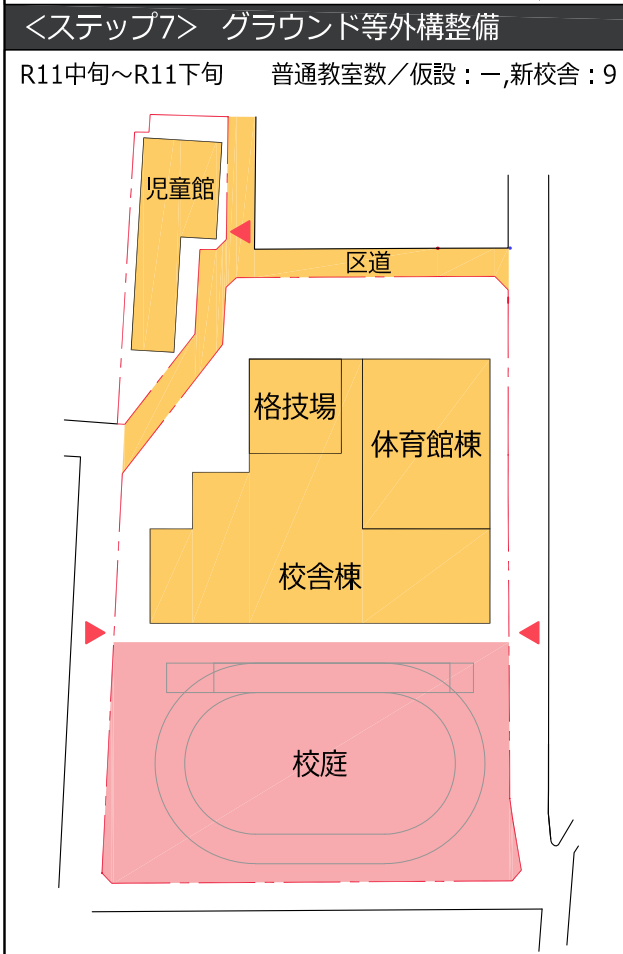 <ステップ7> グラウンド等外構整備
R11中旬～R11下旬 普通教室数／仮設：ー,新校舎：9
児童館
区道
格技場
体育館棟
校舎棟
校庭